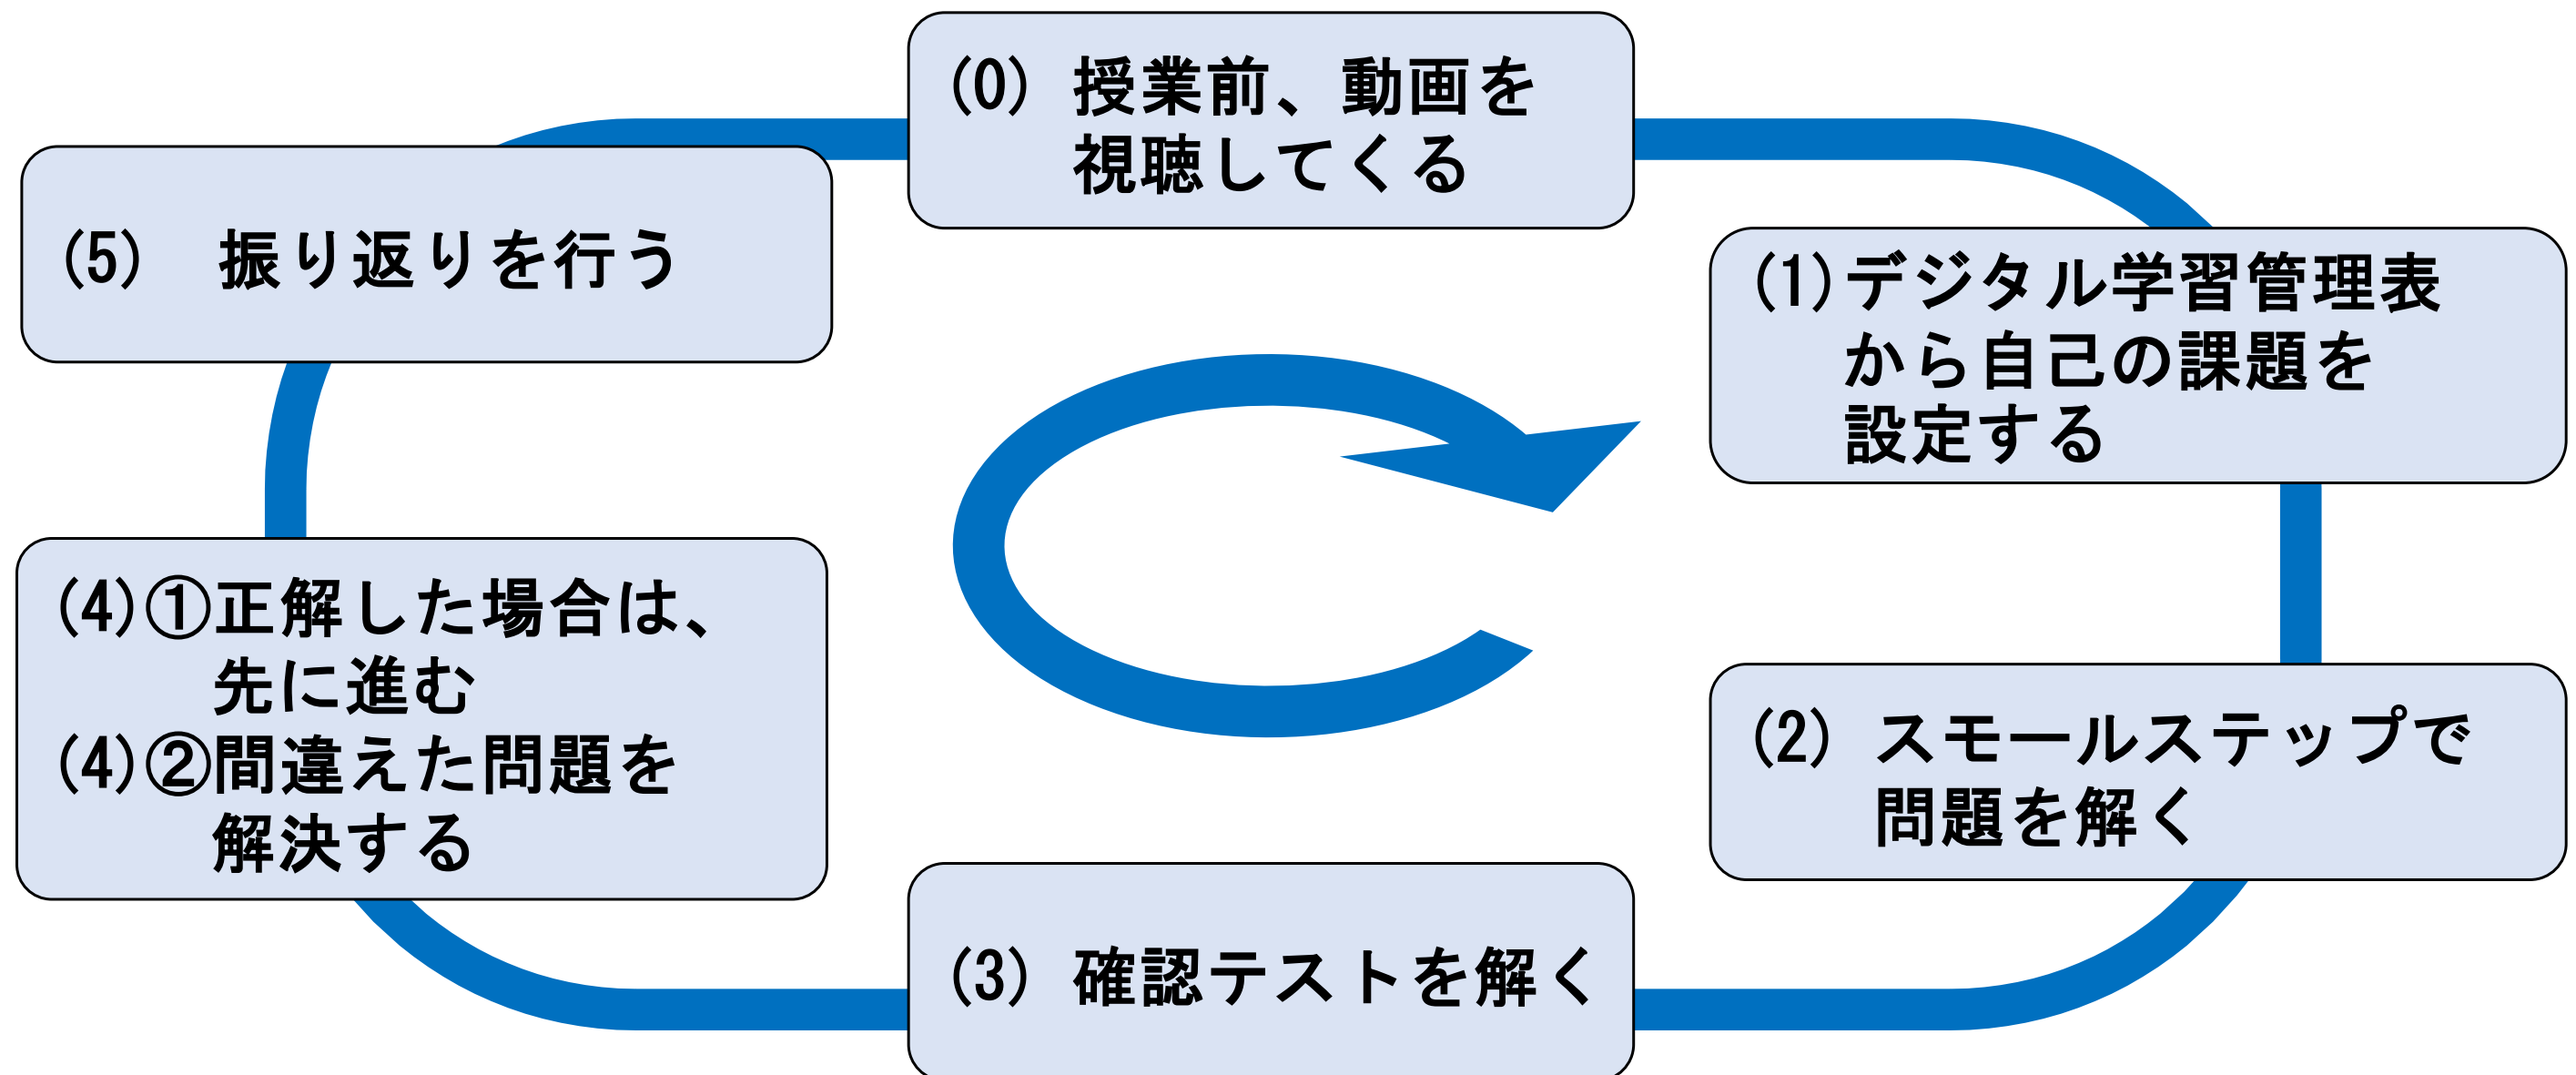 (0) 授業前、動画を
視聴してくる
(1)デジタル学習管理表
から自己の課題を
設定する
(2) スモールステップで
問題を解く
(3) 確認テストを解く
(4)①正解した場合は、
先に進む
(4)②間違えた問題を
解決する
(5) 振り返りを行う